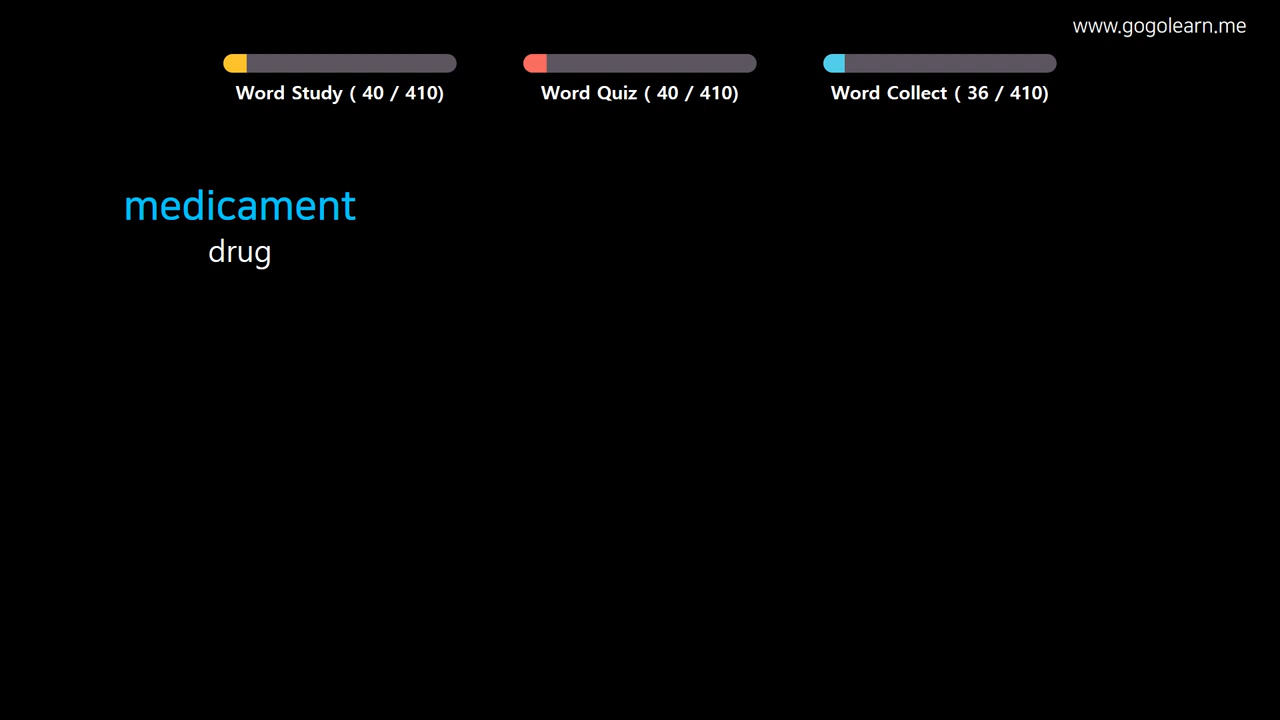 www.gogolearn.me
Word Study ( 40 / 410)
Word Quiz ( 40 / 410)
Word Collect ( 36 / 410)
medicament
drug